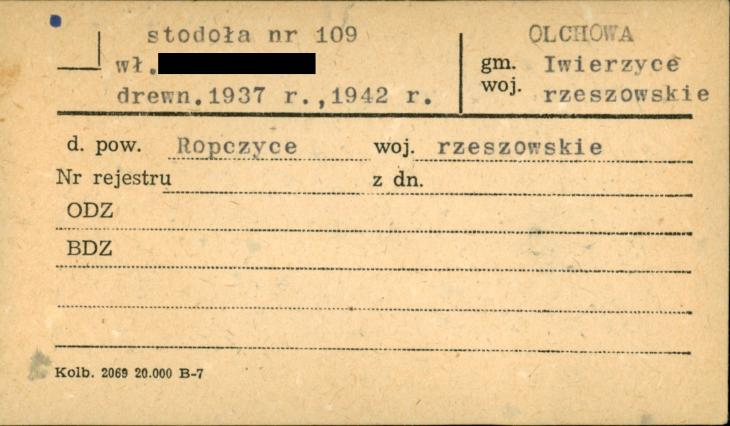 stodoła nr 109
wł.
drewn.1937 r.,1942 r.
OLCHOWA
gm. Iwierzyce
woj. rzeszowskie
d. pow. Ropczyce woj. rzeszowskie
Nr rejestru z dn.
ODZ
BDZ
Kolb. 2069 20.000 B-7